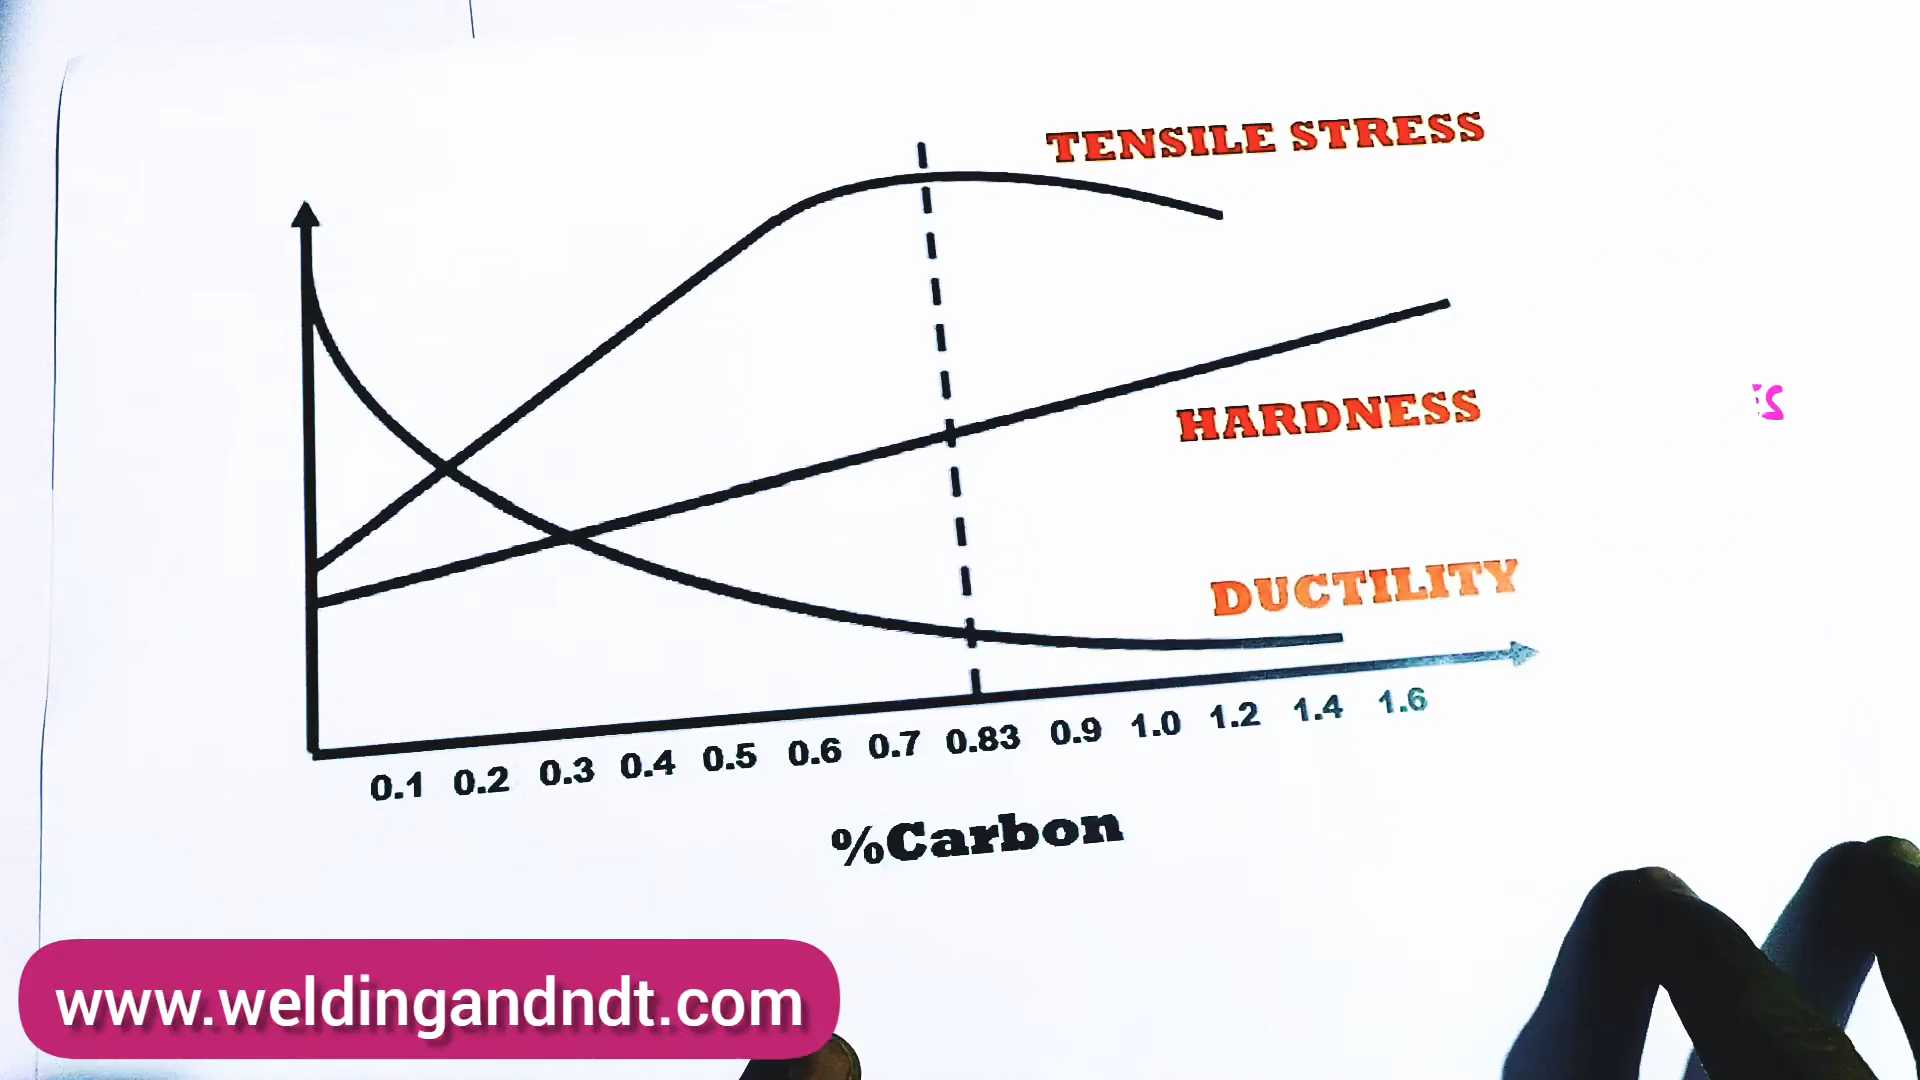 TENSILE STRESS
HARDNESS
DUCTILITY
0.1 0.2 0.3 0.4 0.5 0.6 0.7 0.83 0.9 1.0 1.2 1.4 1.6
%Carbon
www.weldingandndt.com